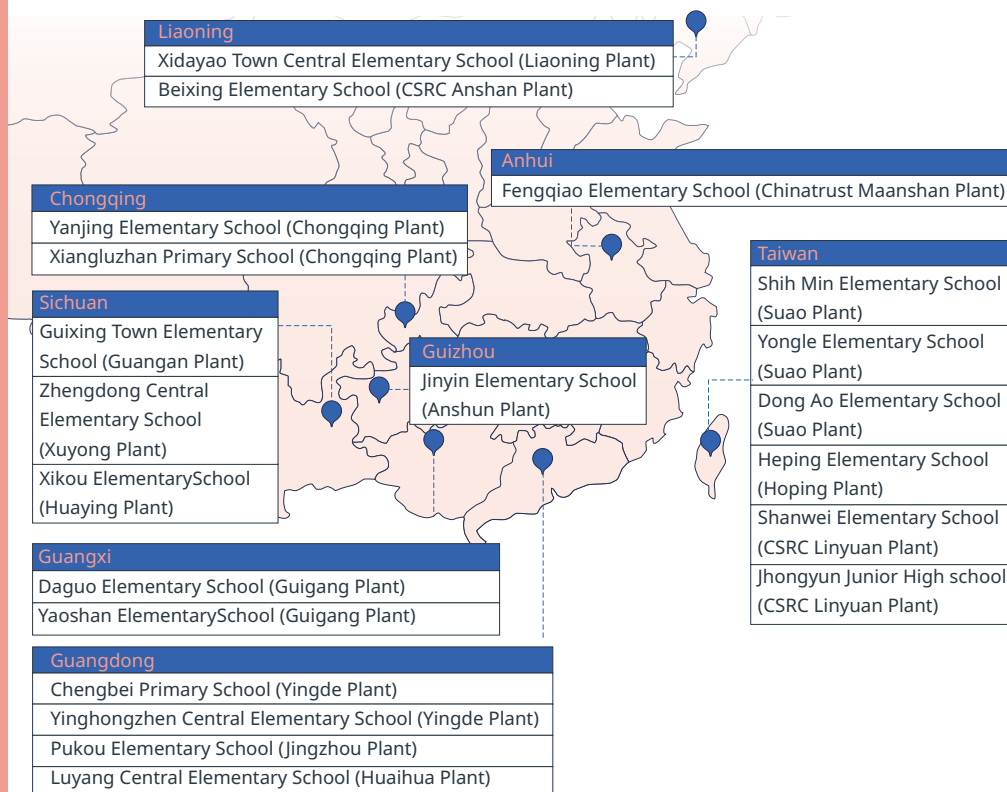 Liaoning
Xidayao Town Central Elementary School (Liaoning Plant)
Beixing Elementary School (CSRC Anshan Plant)
Anhui
Fengqiao Elementary School (Chinatrust Maanshan Plant)
Chongqing
Yanjing Elementary School (Chongqing Plant)
Xiangluzhan Primary School (Chongqing Plant)
Taiwan
Shih Min Elementary School
(Suao Plant)
Yongle Elementary School
(Suao Plant)
Dong Ao Elementary School
(Suao Plant)
Heping Elementary School
(Hoping Plant)
Shanwei Elementary School
(CSRC Linyuan Plant)
Jhongyun Junior High school
(CSRC Linyuan Plant)
Sichuan
Guixing Town Elementary
School (Guangan Plant)
Zhengdong Central
Elementary School
(Xuyong Plant)
Xikou ElementarySchool
(Huaying Plant)
Guizhou
Jinyin Elementary School
(Anshun Plant)
Guangxi
Daguo Elementary School (Guigang Plant)
Yaoshan ElementarySchool (Guigang Plant)
Guangdong
Chengbei Primary School (Yingde Plant)
Yinghongzhen Central Elementary School (Yingde Plant)
Pukou Elementary School (Jingzhou Plant)
Luyang Central Elementary School (Huaihua Plant)